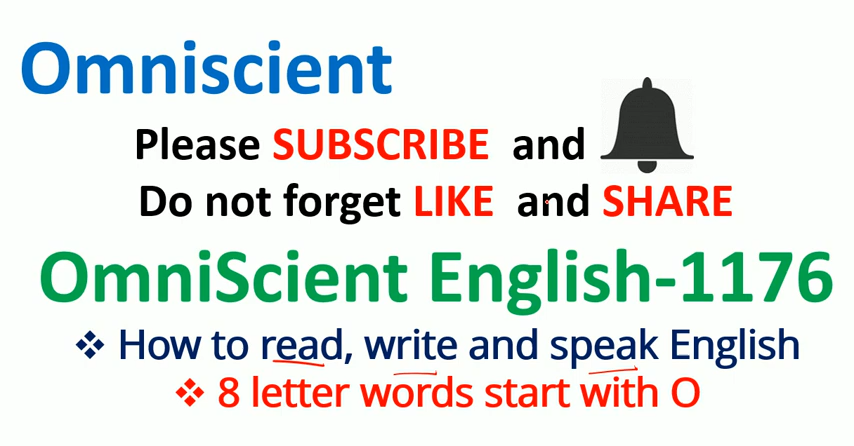 Omniscient
Please SUBSCRIBE and
Do not forget LIKE and SHARE
OmniScient English-1176
❖ How to read, write and speak English
❖ 8 letter words start with O